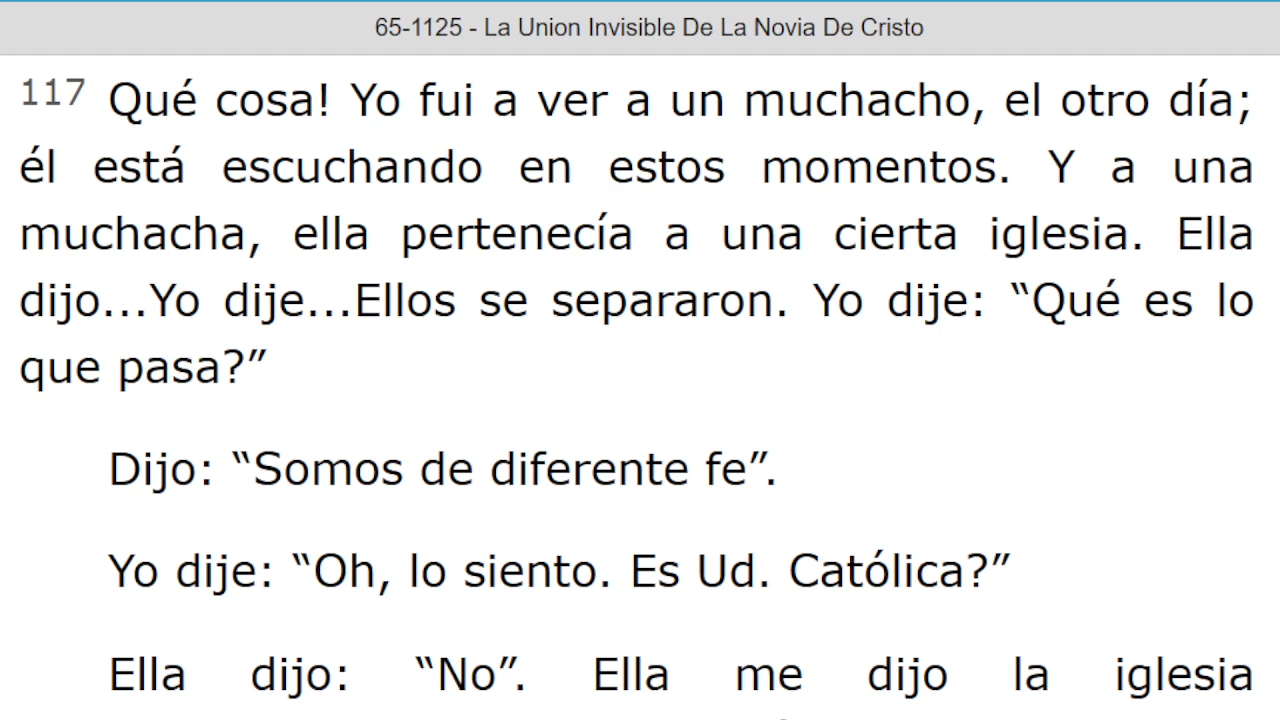 65-1125 - La Union Invisible De La Novia De Cristo
117 Qué cosa! Yo fui a ver a un muchacho, el otro día;
él está escuchando en estos momentos. Y a una
muchacha, ella pertenecía a una cierta iglesia. Ella
dijo...Yo dije...Ellos se separaron. Yo dije: “Qué es lo
que pasa?”
Dijo: “Somos de diferente fe”.
Yo dije: “Oh, lo siento. Es Ud. Católica?”
Ella dijo: “No”. Ella me dijo la iglesia